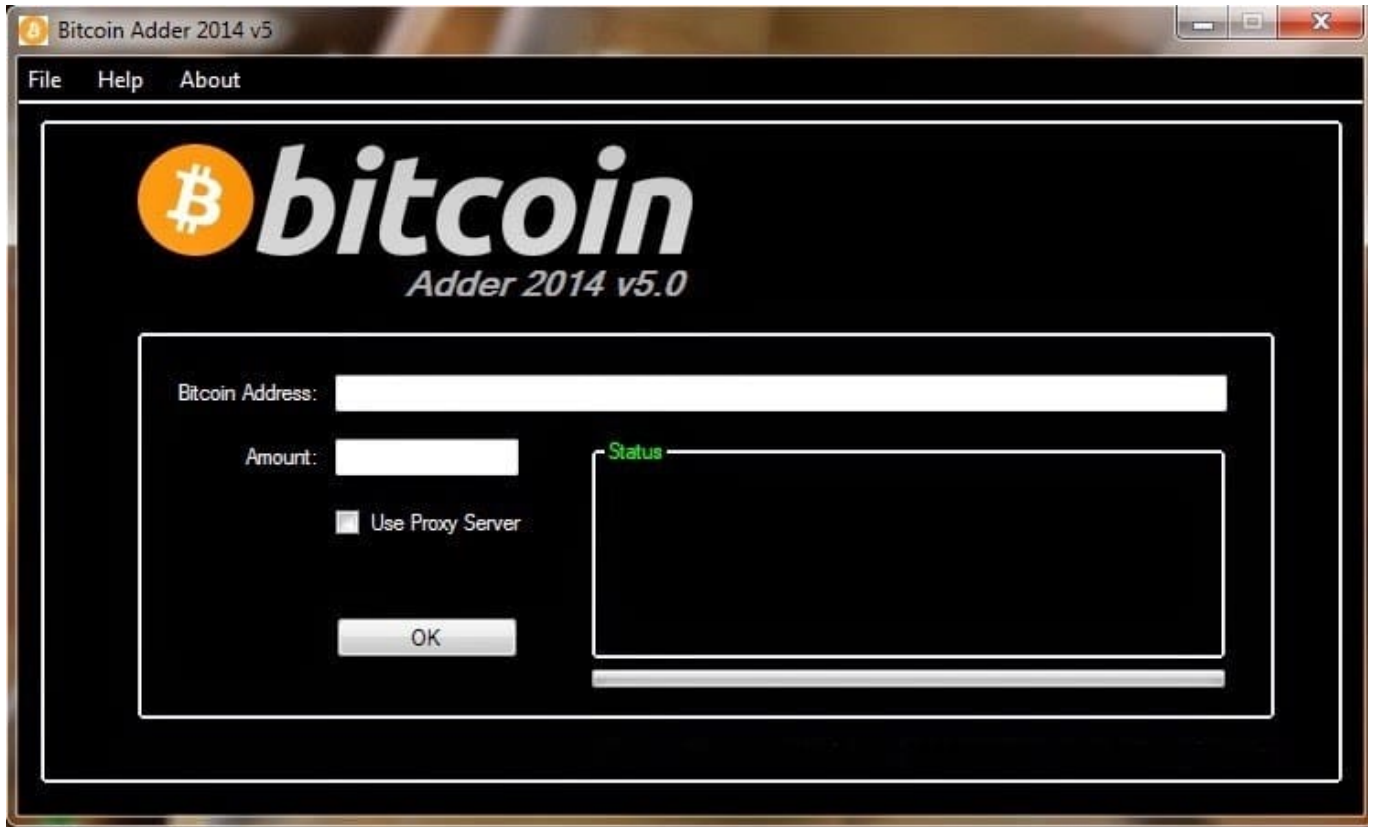 Bitcoin Adder 2014 v5
File Help About
bitcoin
Adder 2014 v5.0
Bitcoin Address:
Amount:
Status
Use Proxy Server
OK